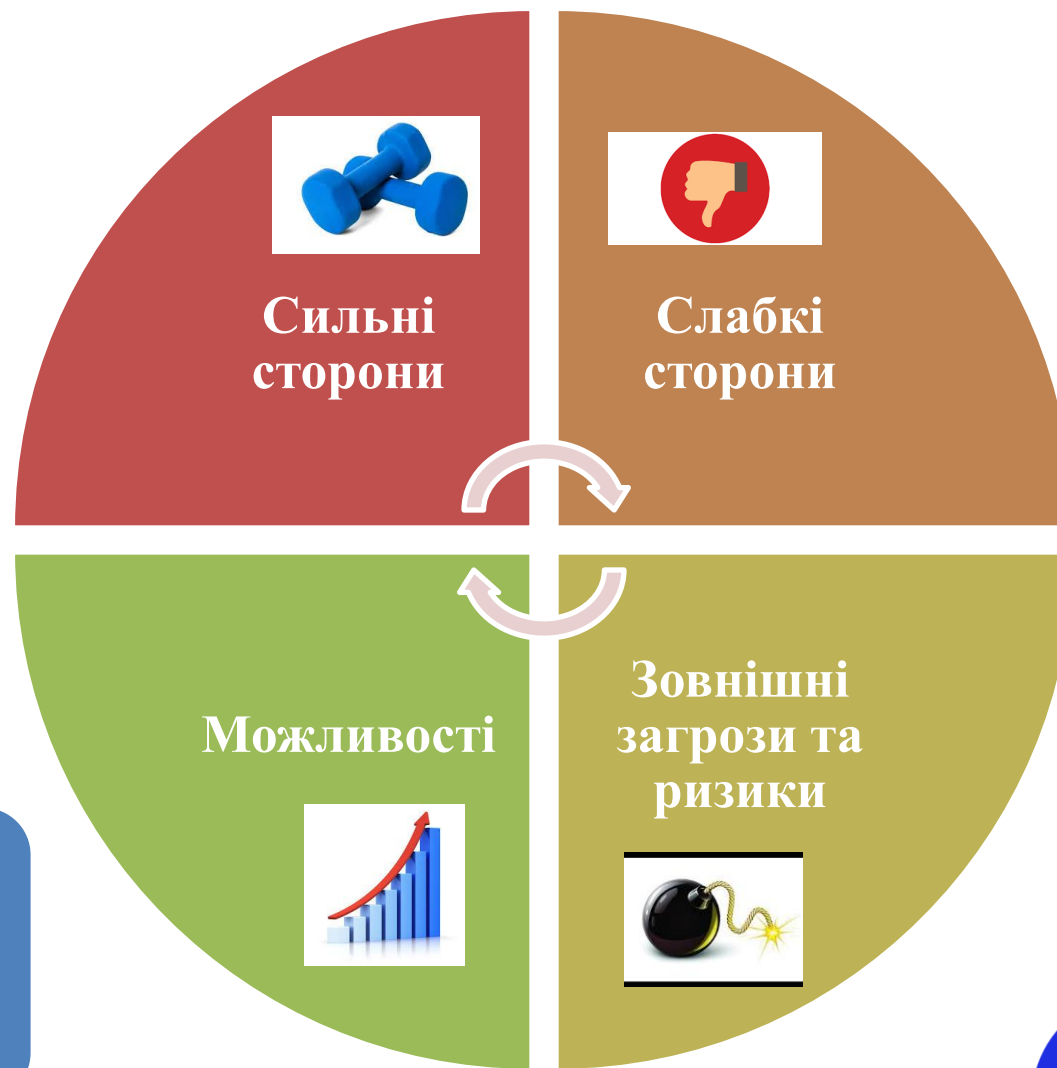 Сильні
сторони
Слабкі
сторони
Можливості
Зовнішні
загрози та
ризики